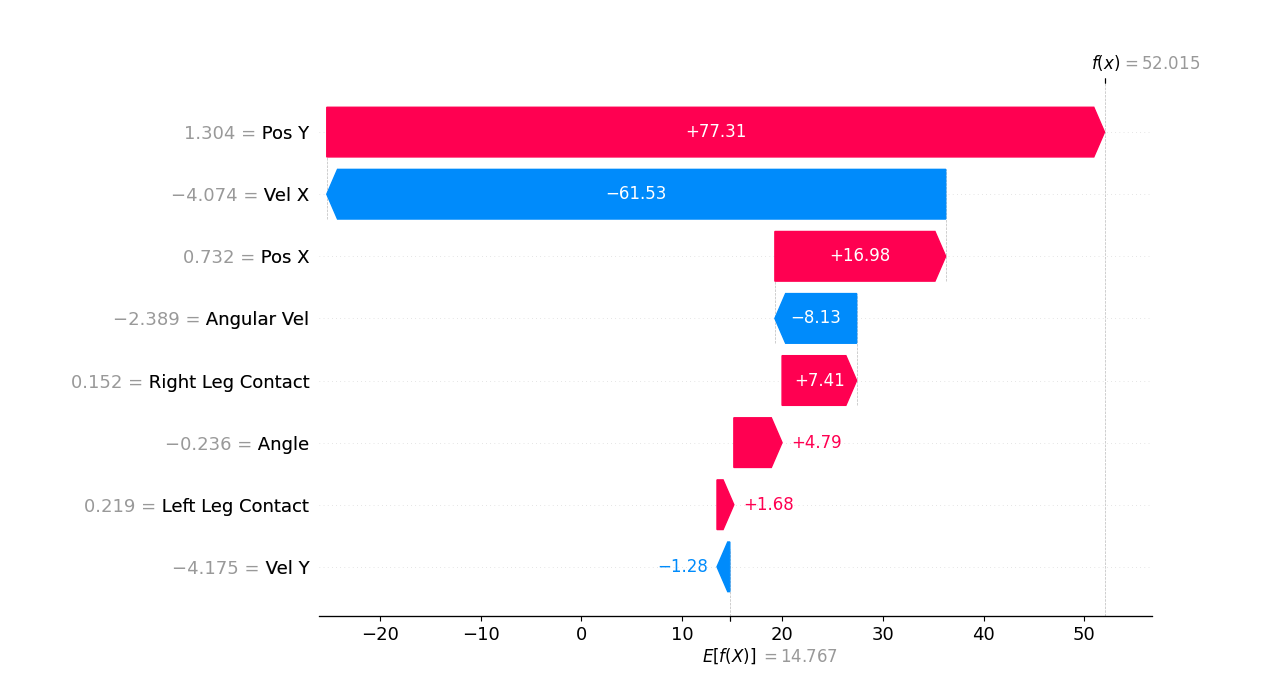 f(x) = 52.015
1.304 = Pos Y
+77.31
−4.074 = Vel X
−61.53
0.732 = Pos X
+16.98
−2.389 = Angular Vel
−8.13
0.152 = Right Leg Contact
+7.41
−0.236 = Angle
+4.79
0.219 = Left Leg Contact
+1.68
−4.175 = Vel Y
−1.28
−20 −10 0 10 20 30 40 50
E[f(X)] = 14.767